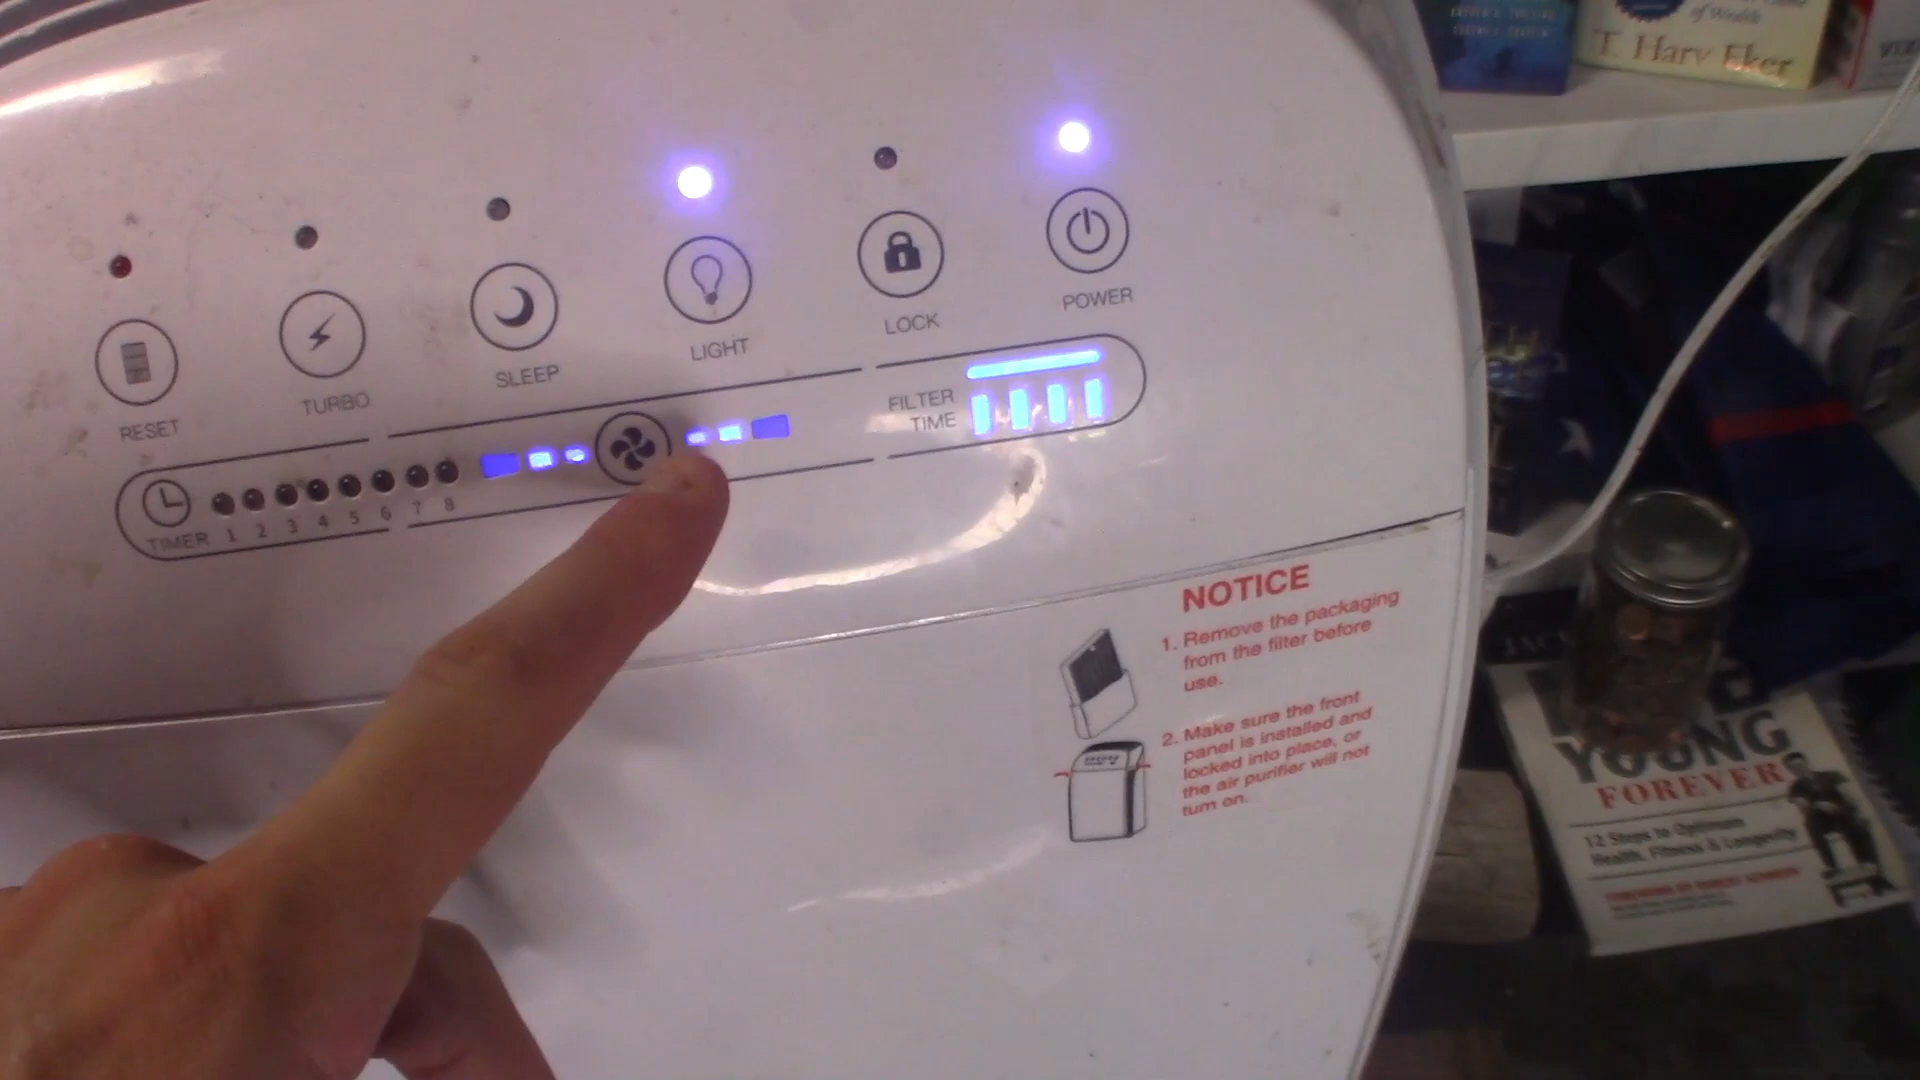 of Wealth
T. Harv Eker
POWER
LOCK
LIGHT
SLEEP
TURBO
RESET
FILTER
TIME
TIMER 1 2 3 4 5 6 7 8
NOTICE
1. Remove the packaging
from the filter before
use.
2. Make sure the front
panel is installed and
locked into place, or
the air purifier will not
turn on.
YOUNG
FOREVER
12 Steps to Optimum
Health, Fitness & Longevity